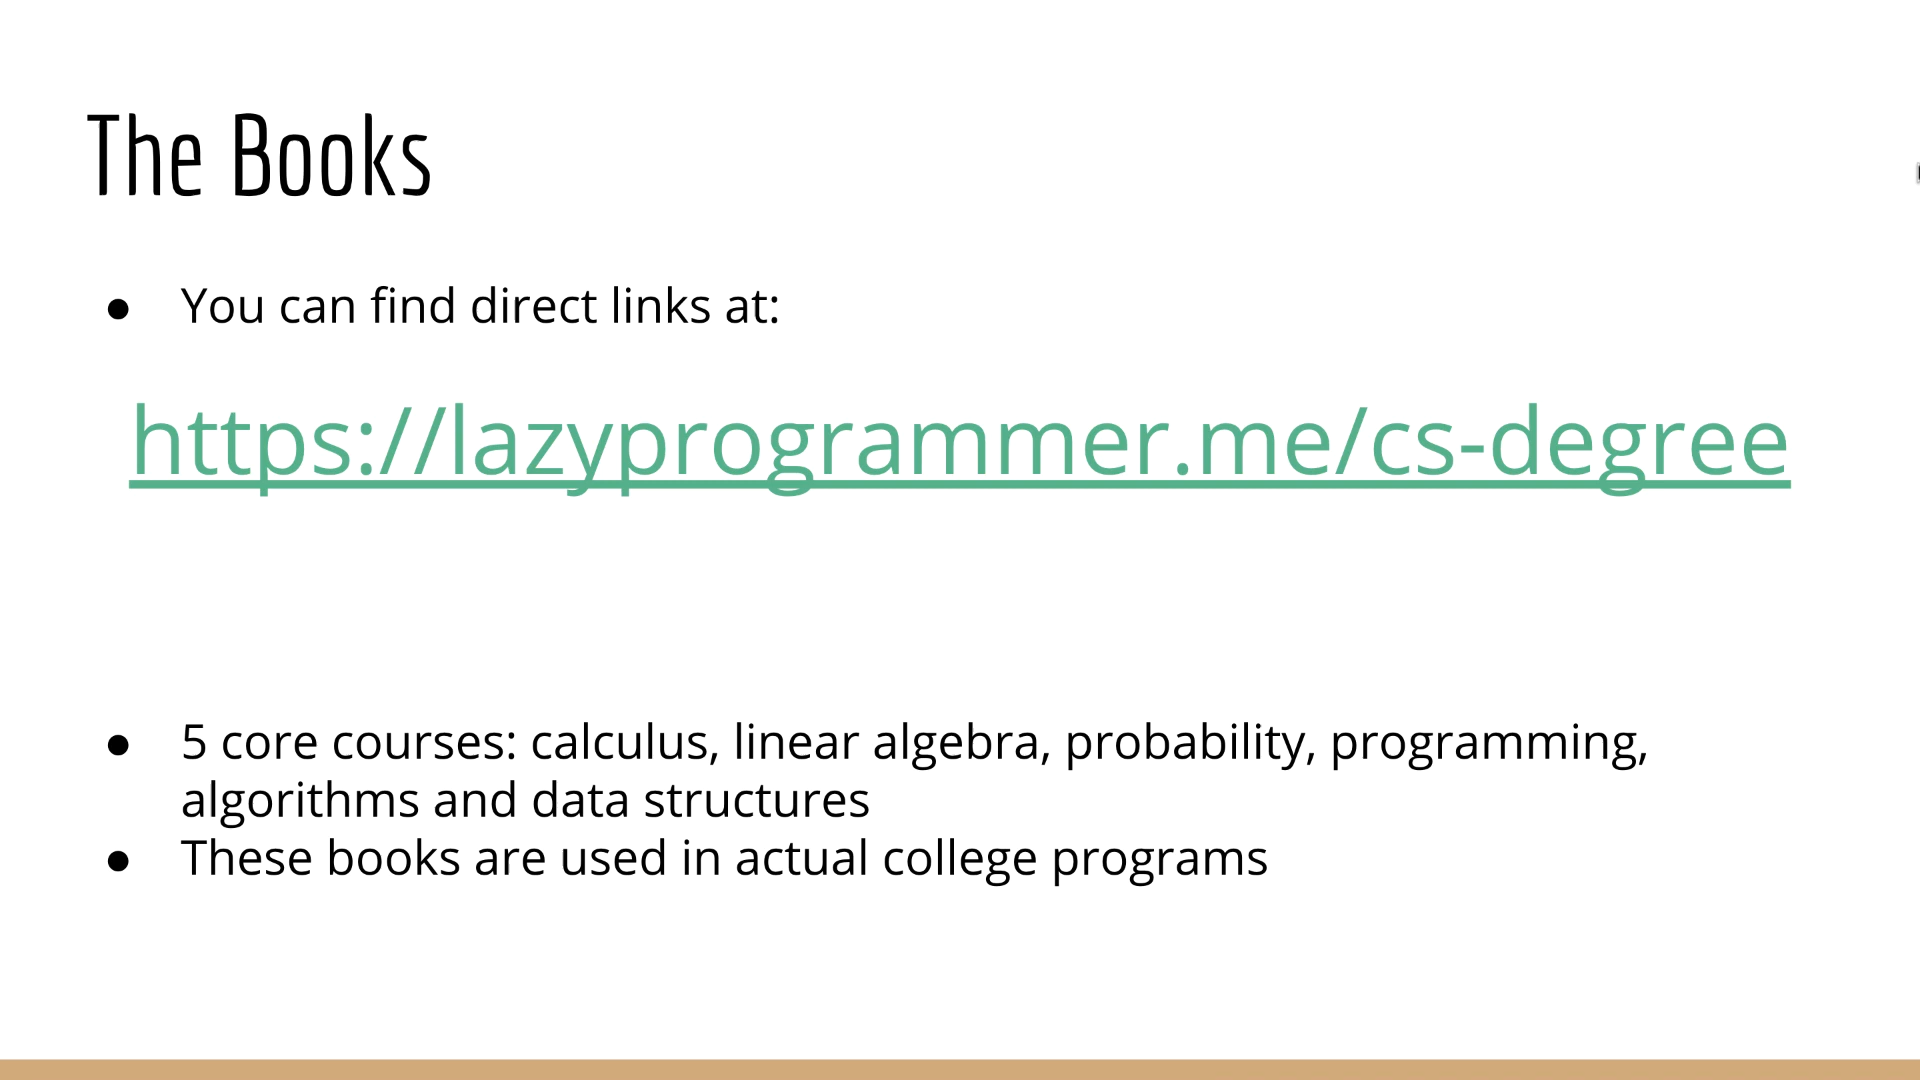 The Books
● You can find direct links at:
https://lazyprogrammer.me/cs-degree
● 5 core courses: calculus, linear algebra, probability, programming,
algorithms and data structures
● These books are used in actual college programs